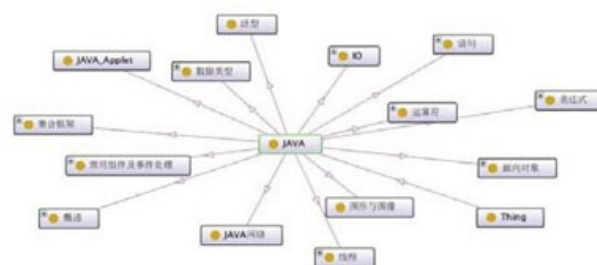 泛型
IO
语句
JAVA_Applet
数据类型
运算符
表达式
集合框架
JAVA
常用组件及事件处理
面向对象
概述
图形与图像
Thing
JAVA网络
线程